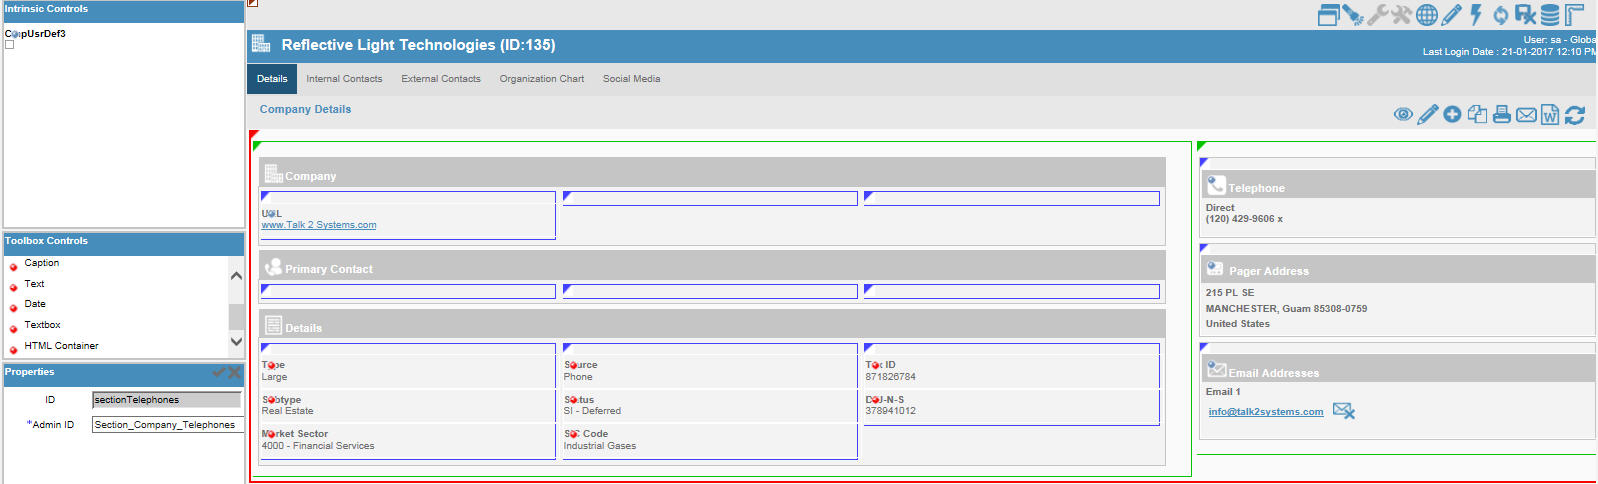 Intrinsic Controls
CompUsrDef3
Reflective Light Technologies (ID:135)
User: sa - Globa
Last Login Date : 21-01-2017 12:10 PM
Details
Internal Contacts
External Contacts
Organization Chart
Social Media
Company Details
Company
URL
www.Talk 2 Systems.com
Primary Contact
Details
Type
Large
Source
Phone
Tax ID
871826784
Subtype
Real Estate
Status
SI - Deferred
D-U-N-S
378941012
Market Sector
4000 - Financial Services
SIC Code
Industrial Gases
Telephone
Direct
(120) 429-9606 x
Pager Address
215 PL SE
MANCHESTER, Guam 85308-0759
United States
Email Addresses
Email 1
info@talk2systems.com
Toolbox Controls
Caption
Text
Date
Textbox
HTML Container
Properties
ID
sectionTelephones
*Admin ID
Section_Company_Telephones